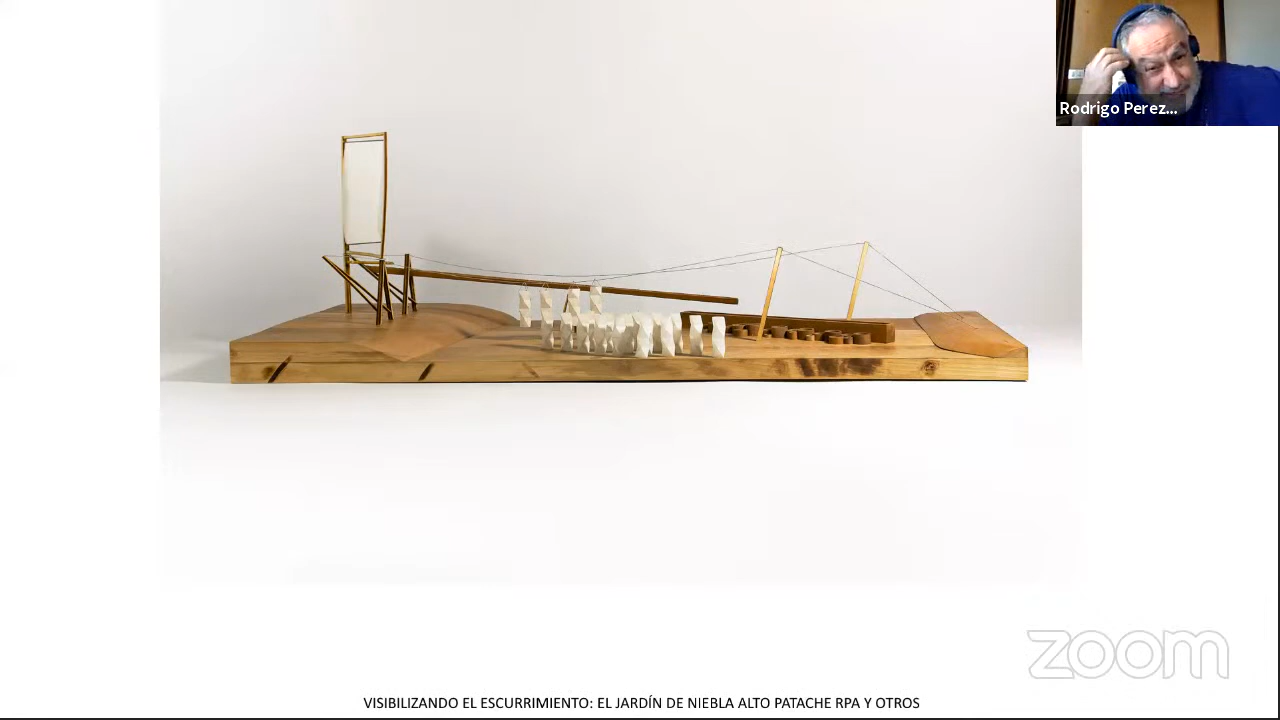 Rodrigo Perez...
zoom
VISIBILIZANDO EL ESCURRIMIENTO: EL JARDÍN DE NIEBLA ALTO PATACHE RPA Y OTROS